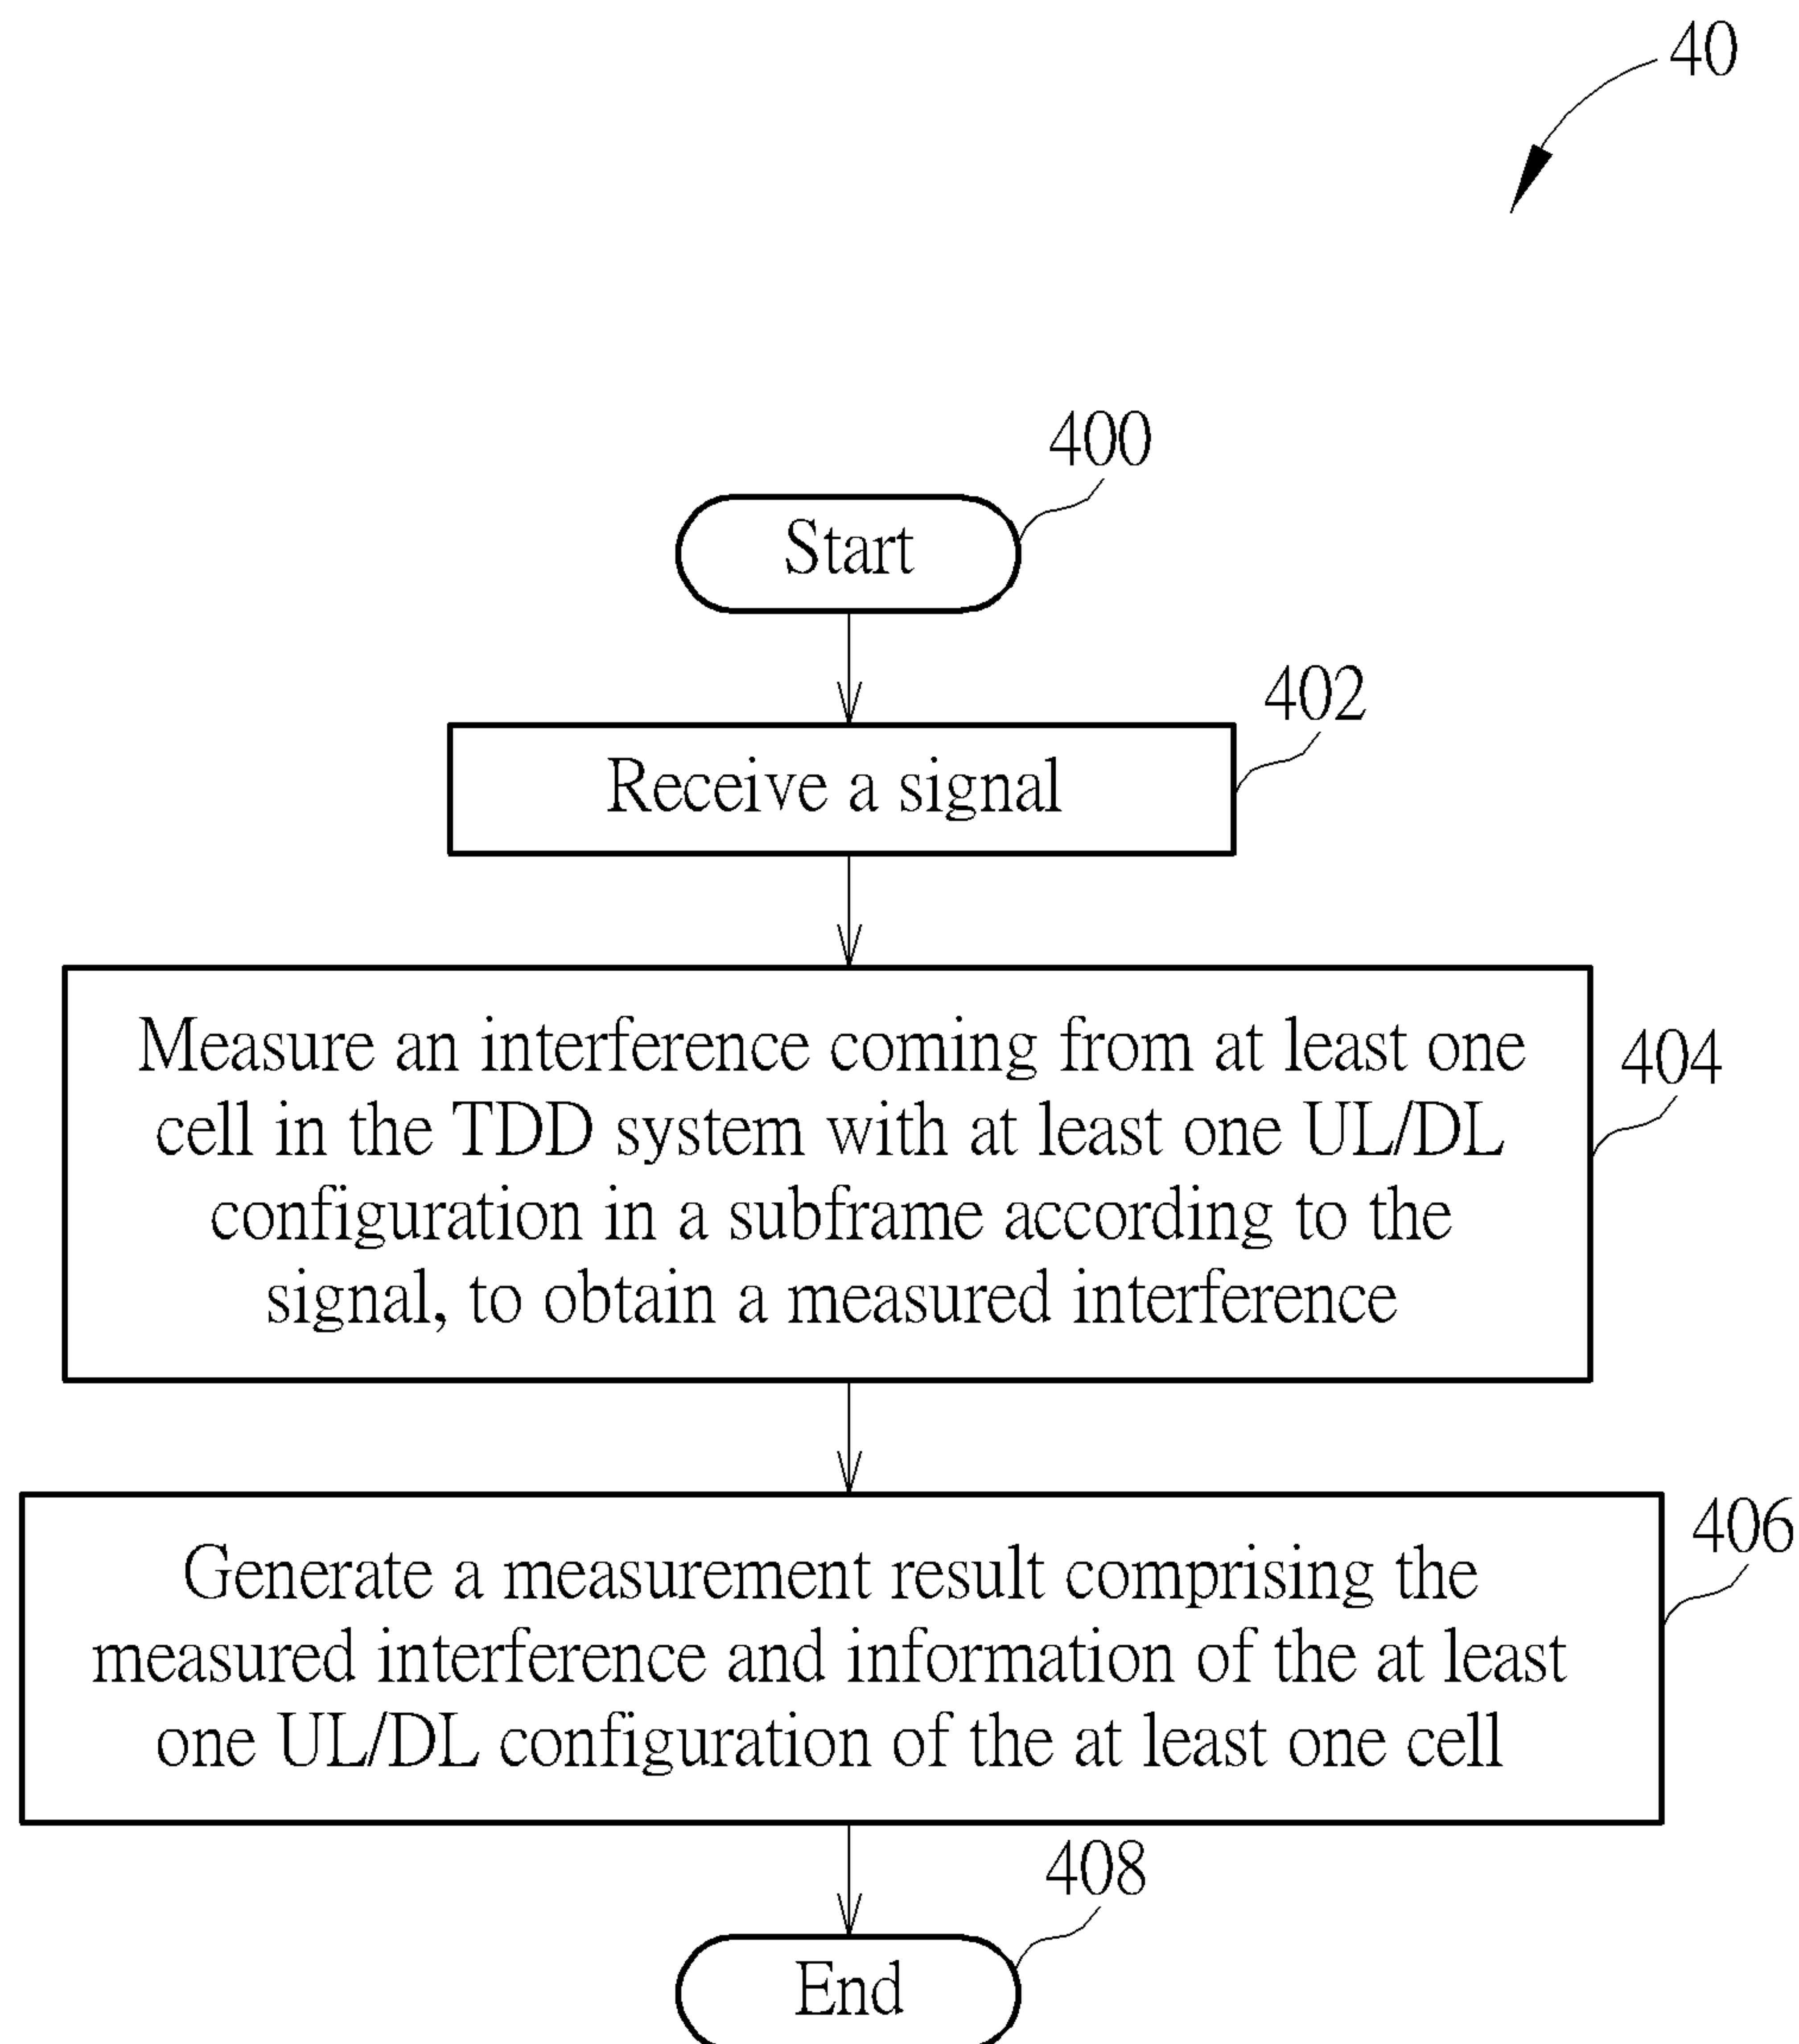 40
400
Start
402
Receive a signal
404
Measure an interference coming from at least one
cell in the TDD system with at least one UL/DL
configuration in a subframe according to the
signal, to obtain a measured interference
406
Generate a measurement result comprising the
measured interference and information of the at least
one UL/DL configuration of the at least one cell
408
End